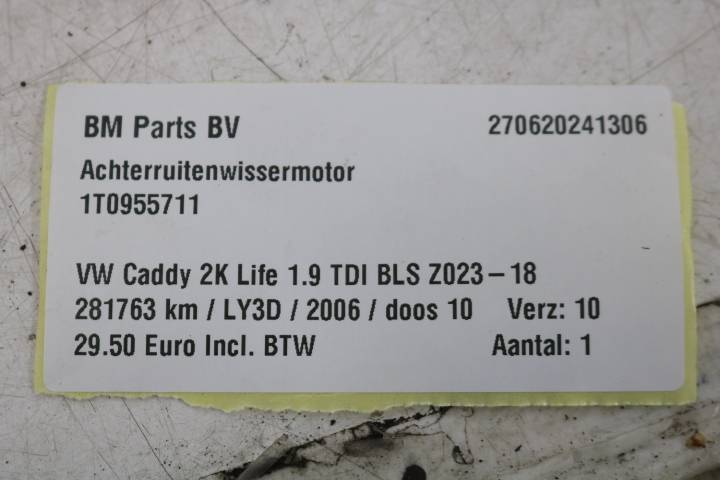 BM Parts BV 270620241306
Achterruitenwissermotor
1T0955711
VW Caddy 2K Life 1.9 TDI BLS Z023-18
281763 km / LY3D / 2006 / doos 10 Verz: 10
29.50 Euro Incl. BTW Aantal: 1